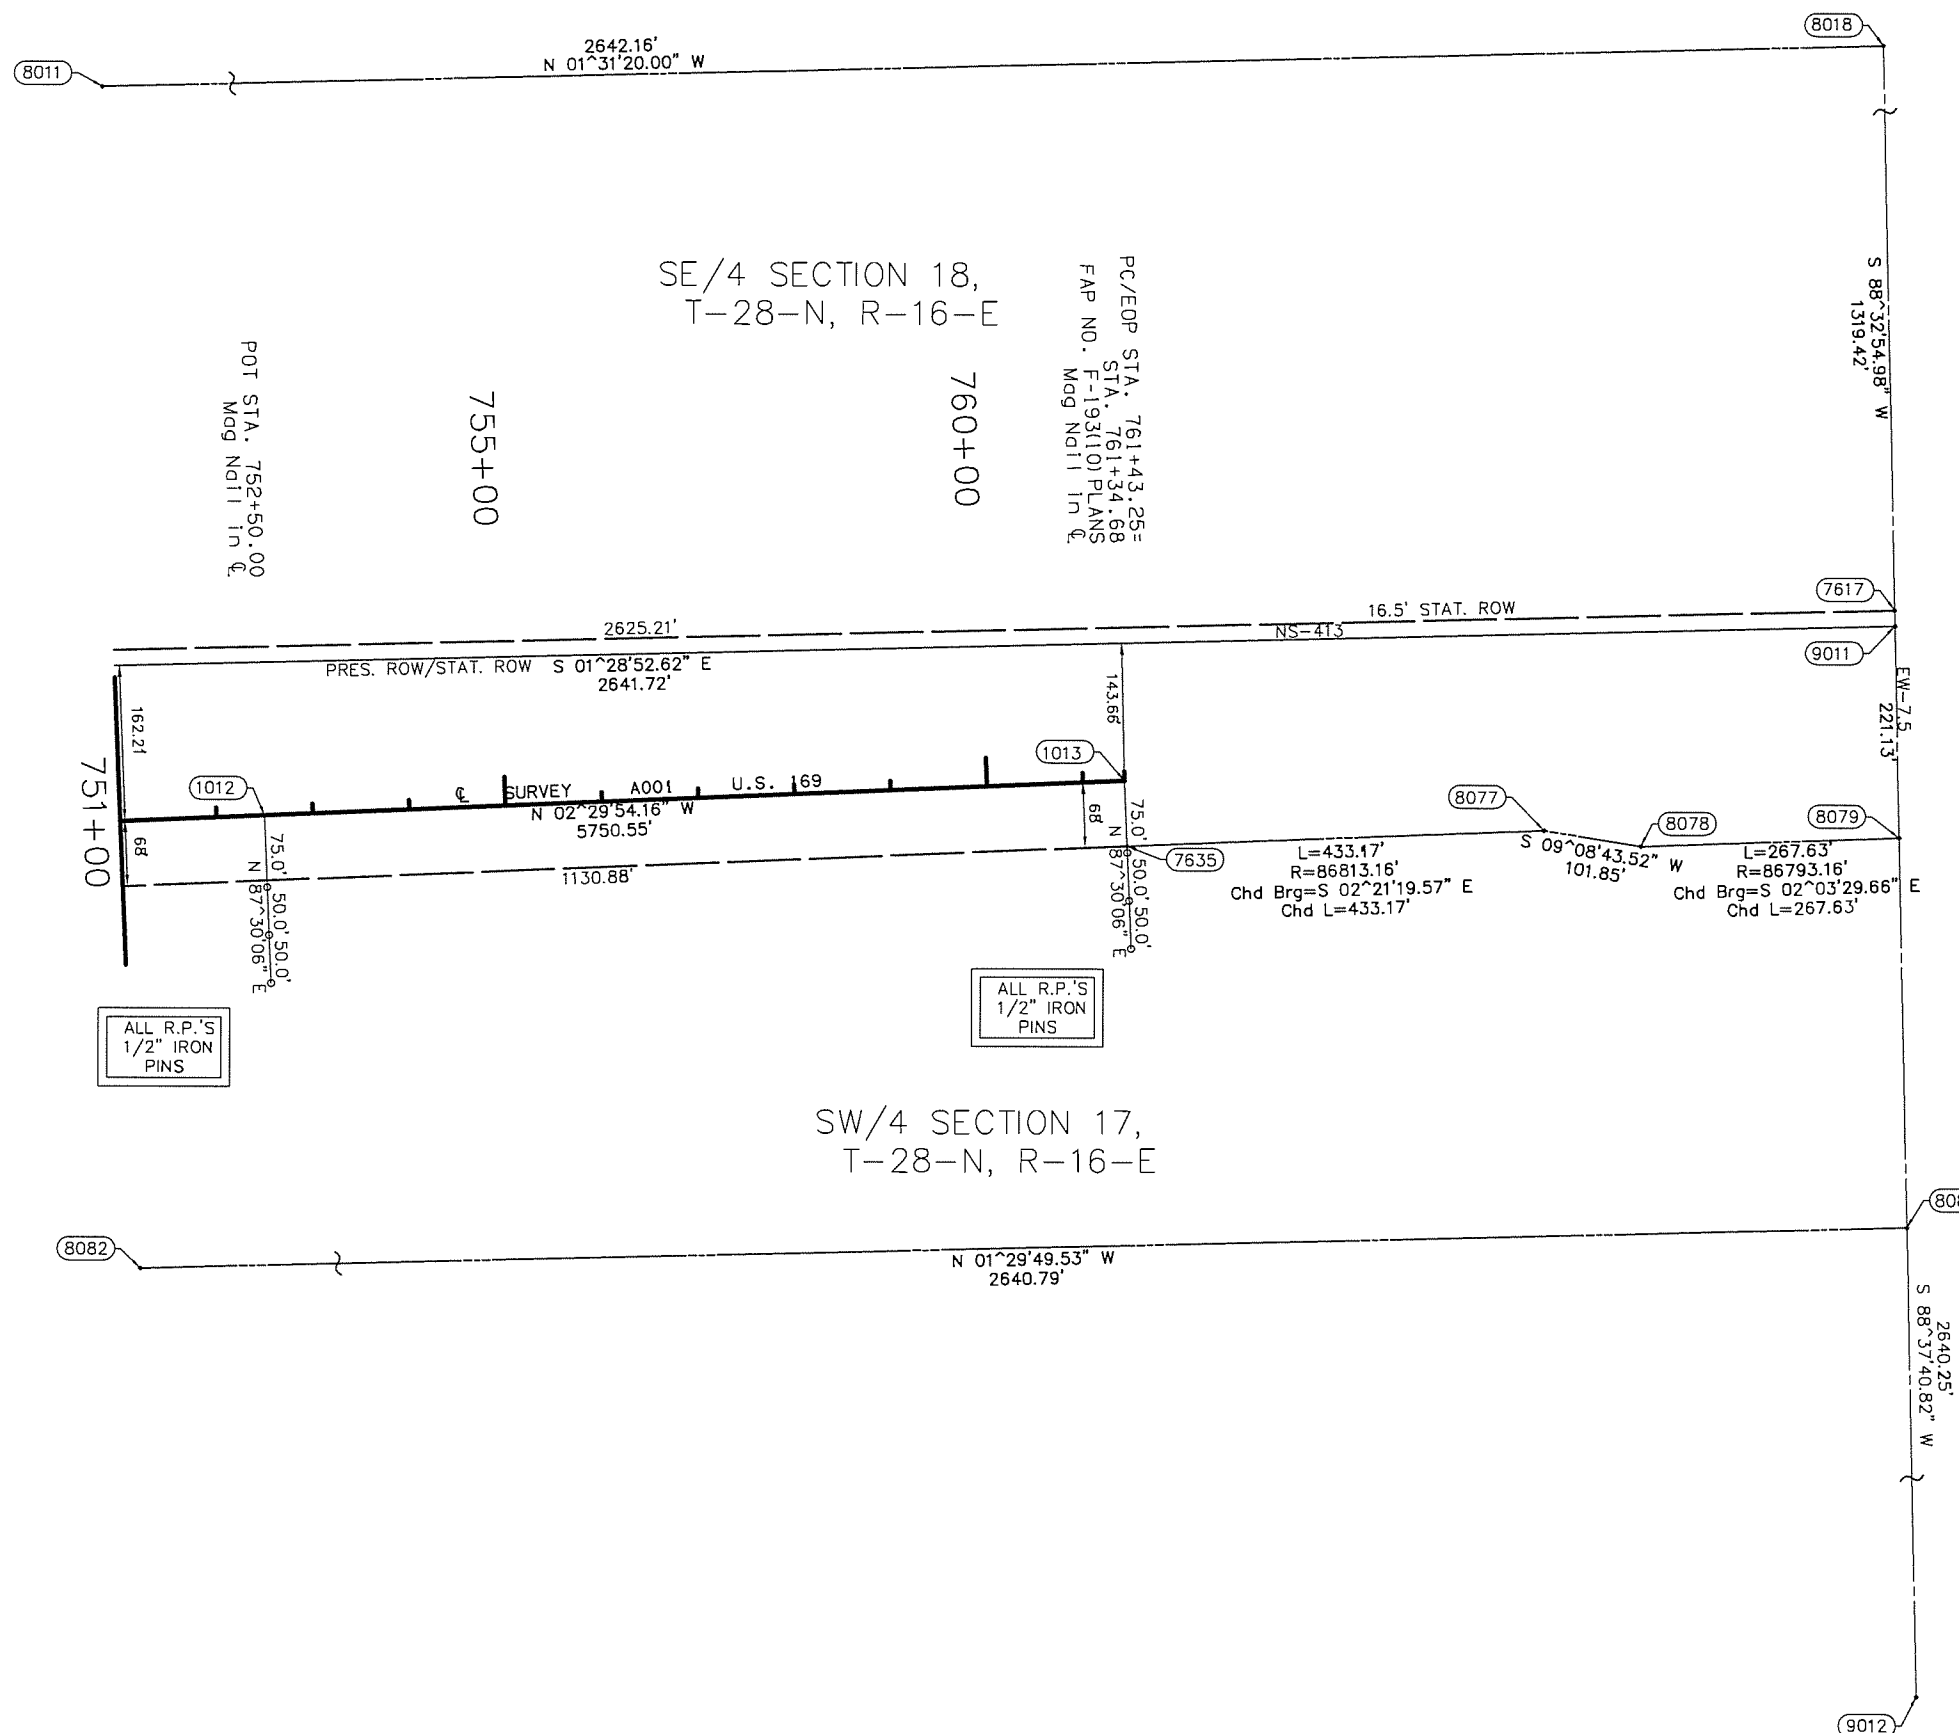 8018
2642.16'
N 01^31'20.00" W
8011
S 88^32'54.98" W
1319.42'
SE/4 SECTION 18,
T-28-N, R-16-E
PC/EOP STA. 761+43.25=
STA. 761+34.68
FAP NO. F-193(10) PLANS
Mag Nail in ℄
760+00
755+00
POT STA. 752+50.00
Mag Nail in ℄
7617
16.5' STAT. ROW
2625.21'
NS-413
9011
PRES. ROW/STAT. ROW S 01^28'52.62" E
2641.72'
EW-7.5
221.13'
162.21'
143.66'
1013
1012
℄ SURVEY A001 U.S. 169
N 02^29'54.16" W
5750.55'
751+00
68'
68'
75.0' 50.0' 50.0'
N 87^30'06" E
75.0' 50.0' 50.0'
N 87^30'06" E
1130.88'
7635
8077
8078
8079
L=433.17'
R=86813.16'
Chd Brg=S 02^21'19.57" E
Chd L=433.17'
S 09^08'43.52" W
101.85'
L=267.63'
R=86793.16'
Chd Brg=S 02^03'29.66" E
Chd L=267.63'
ALL R.P.'S
1/2" IRON
PINS
ALL R.P.'S
1/2" IRON
PINS
SW/4 SECTION 17,
T-28-N, R-16-E
8082
N 01^29'49.53" W
2640.79'
2640.25'
S 88^37'40.82" W
9012